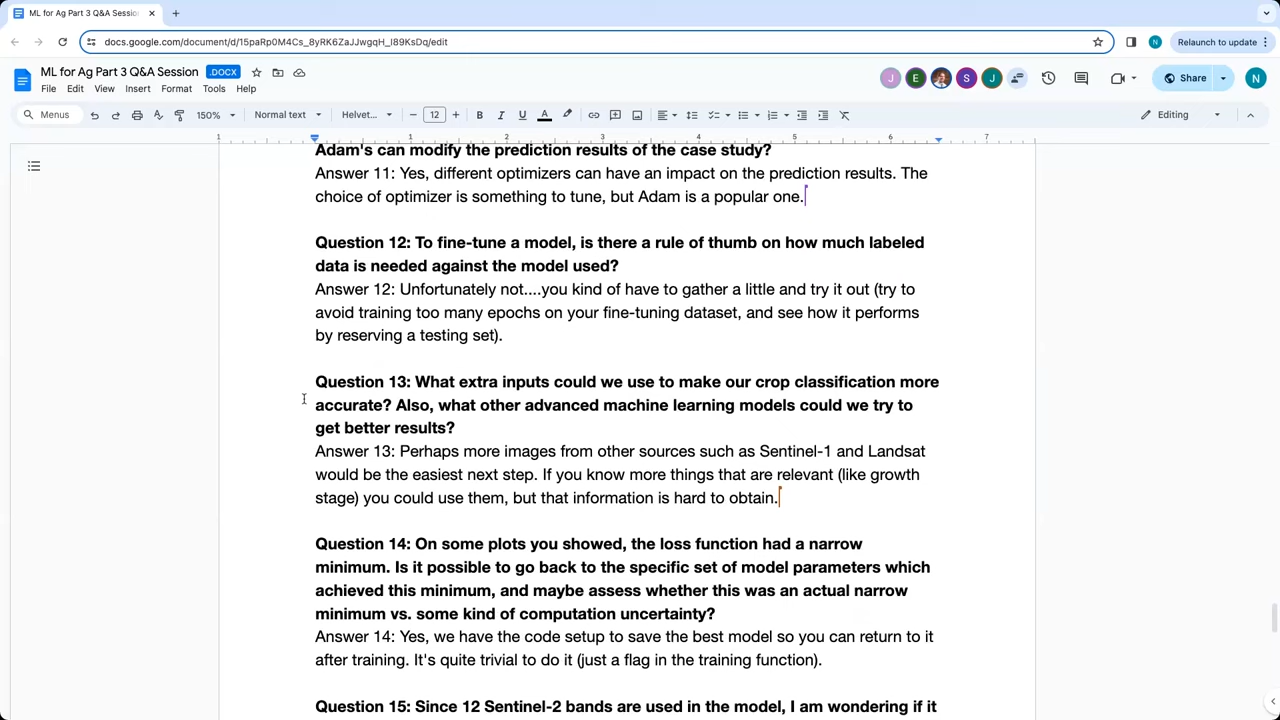 ML for Ag Part 3 Q&A Sessio
docs.google.com/document/d/15paRp0M4Cs_8yRK6ZaJJwgqH_I89KsDq/edit
N
Relaunch to update
ML for Ag Part 3 Q&A Session
.DOCX
J E S J
Share
N
File Edit View Insert Format Tools Help
Menus
150%
Normal text
Helvet...
12
B I U A
Editing
1 1 2 3 4 5 6 7
Adam's can modify the prediction results of the case study?
Answer 11: Yes, different optimizers can have an impact on the prediction results. The
choice of optimizer is something to tune, but Adam is a popular one.
Question 12: To fine-tune a model, is there a rule of thumb on how much labeled
data is needed against the model used?
Answer 12: Unfortunately not....you kind of have to gather a little and try it out (try to
avoid training too many epochs on your fine-tuning dataset, and see how it performs
by reserving a testing set).
Question 13: What extra inputs could we use to make our crop classification more
accurate? Also, what other advanced machine learning models could we try to
get better results?
Answer 13: Perhaps more images from other sources such as Sentinel-1 and Landsat
would be the easiest next step. If you know more things that are relevant (like growth
stage) you could use them, but that information is hard to obtain.
Question 14: On some plots you showed, the loss function had a narrow
minimum. Is it possible to go back to the specific set of model parameters which
achieved this minimum, and maybe assess whether this was an actual narrow
minimum vs. some kind of computation uncertainty?
Answer 14: Yes, we have the code setup to save the best model so you can return to it
after training. It's quite trivial to do it (just a flag in the training function).
Question 15: Since 12 Sentinel-2 bands are used in the model, I am wondering if it